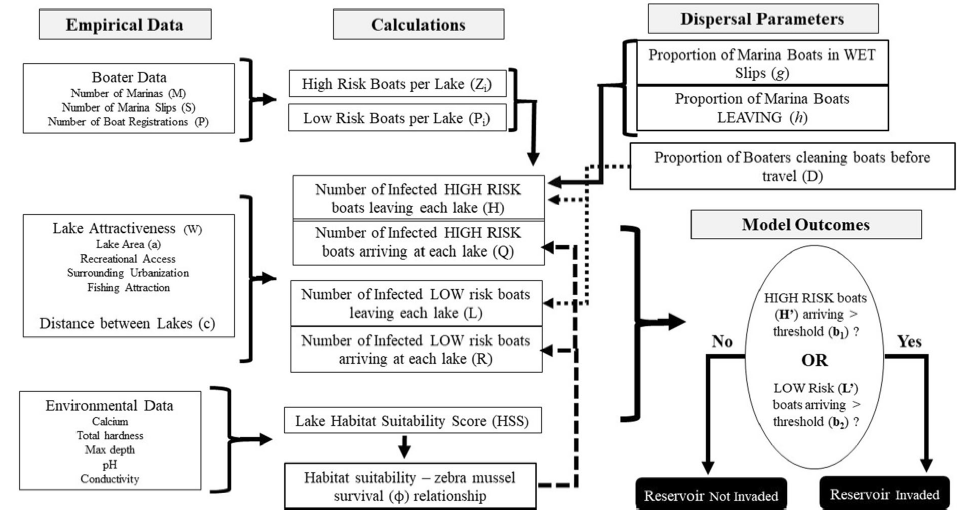 Empirical Data
Boater Data
Number of Marinas (M)
Number of Marina Slips (S)
Number of Boat Registrations (P)
Lake Attractiveness (W)
Lake Area (a)
Recreational Access
Surrounding Urbanization
Fishing Attraction
Distance between Lakes (c)
Environmental Data
Calcium
Total hardness
Max depth
pH
Conductivity
Calculations
High Risk Boats per Lake (Zi)
Low Risk Boats per Lake (Pi)
Number of Infected HIGH RISK
boats leaving each lake (H)
Number of Infected HIGH RISK
boats arriving at each lake (Q)
Number of Infected LOW risk boats
leaving each lake (L)
Number of Infected LOW risk boats
arriving at each lake (R)
Lake Habitat Suitability Score (HSS)
Habitat suitability – zebra mussel
survival (ϕ) relationship
Dispersal Parameters
Proportion of Marina Boats in WET
Slips (g)
Proportion of Marina Boats
LEAVING (h)
Proportion of Boaters cleaning boats before
travel (D)
Model Outcomes
HIGH RISK boats
(H’) arriving >
threshold (b1) ?
OR
LOW Risk (L’)
boats arriving >
threshold (b2) ?
No
Yes
Reservoir Not Invaded
Reservoir Invaded